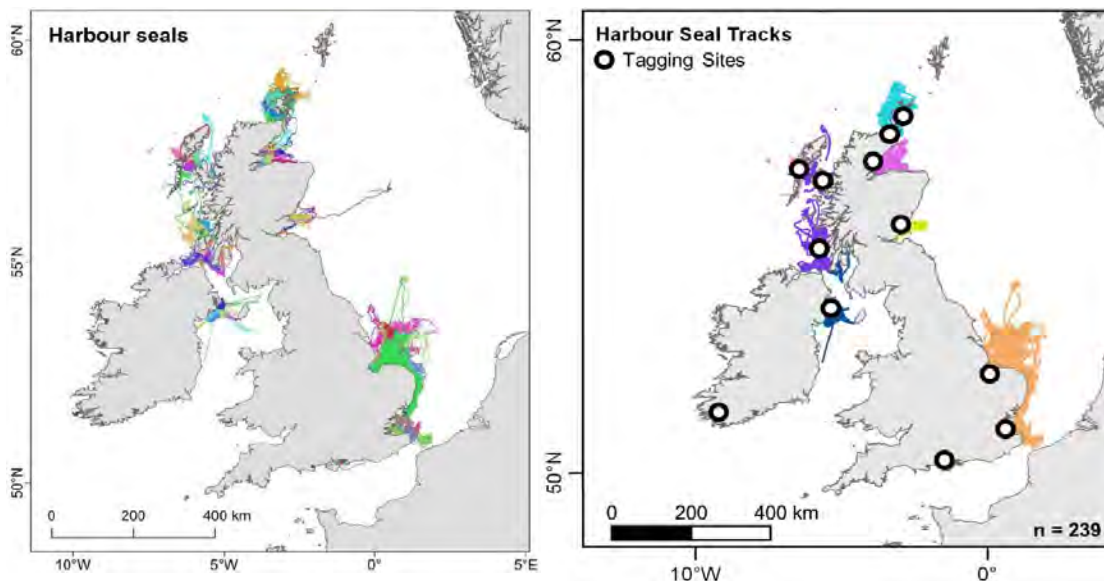 Harbour seals
60°N
55°N
50°N
0
200
400 km
10°W
5°W
0°
5°E
Harbour Seal Tracks
Tagging Sites
60°N
50°N
0
200
400 km
n = 239
10°W
0°